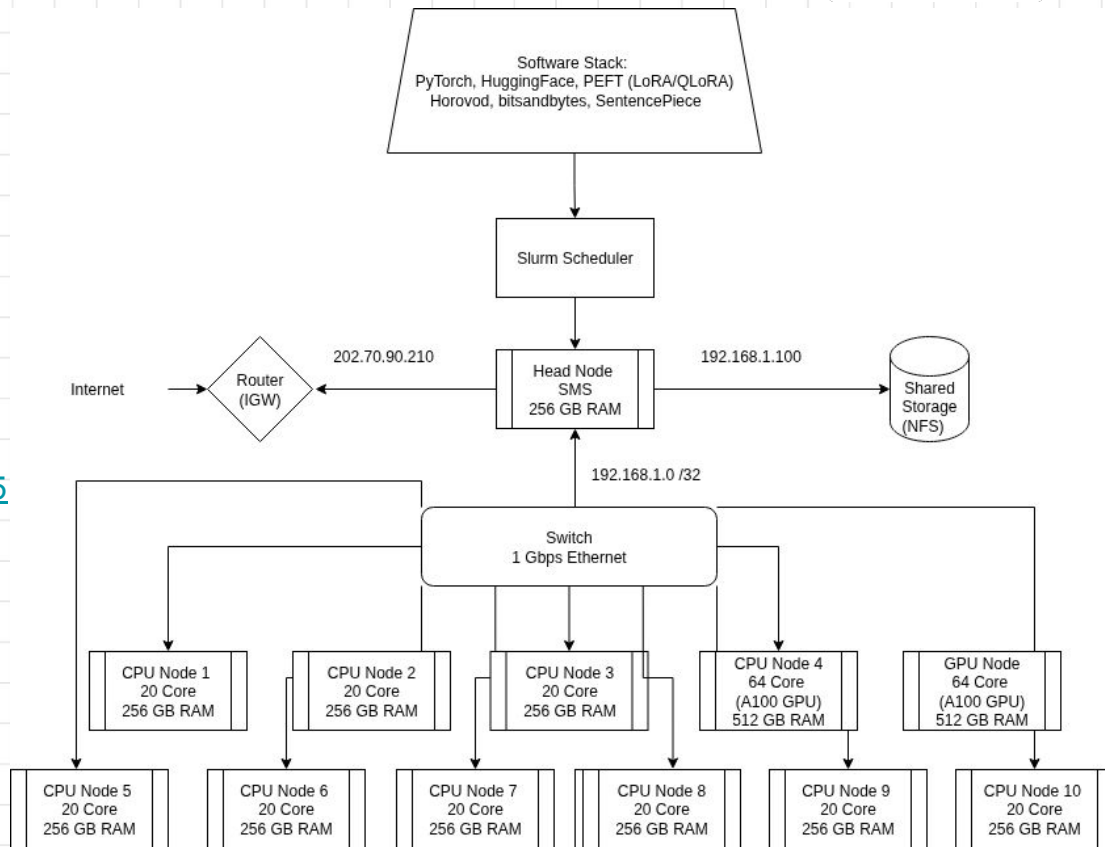 Software Stack:
PyTorch, HuggingFace, PEFT (LoRA/QLoRA)
Horovod, bitsandbytes, SentencePiece
Slurm Scheduler
Internet
Router
(IGW)
202.70.90.210
Head Node
SMS
256 GB RAM
192.168.1.100
Shared
Storage
(NFS)
192.168.1.0 /32
5
Switch
1 Gbps Ethernet
CPU Node 1
20 Core
256 GB RAM
CPU Node 2
20 Core
256 GB RAM
CPU Node 3
20 Core
256 GB RAM
CPU Node 4
64 Core
(A100 GPU)
512 GB RAM
GPU Node
64 Core
(A100 GPU)
512 GB RAM
CPU Node 5
20 Core
256 GB RAM
CPU Node 6
20 Core
256 GB RAM
CPU Node 7
20 Core
256 GB RAM
CPU Node 8
20 Core
256 GB RAM
CPU Node 9
20 Core
256 GB RAM
CPU Node 10
20 Core
256 GB RAM